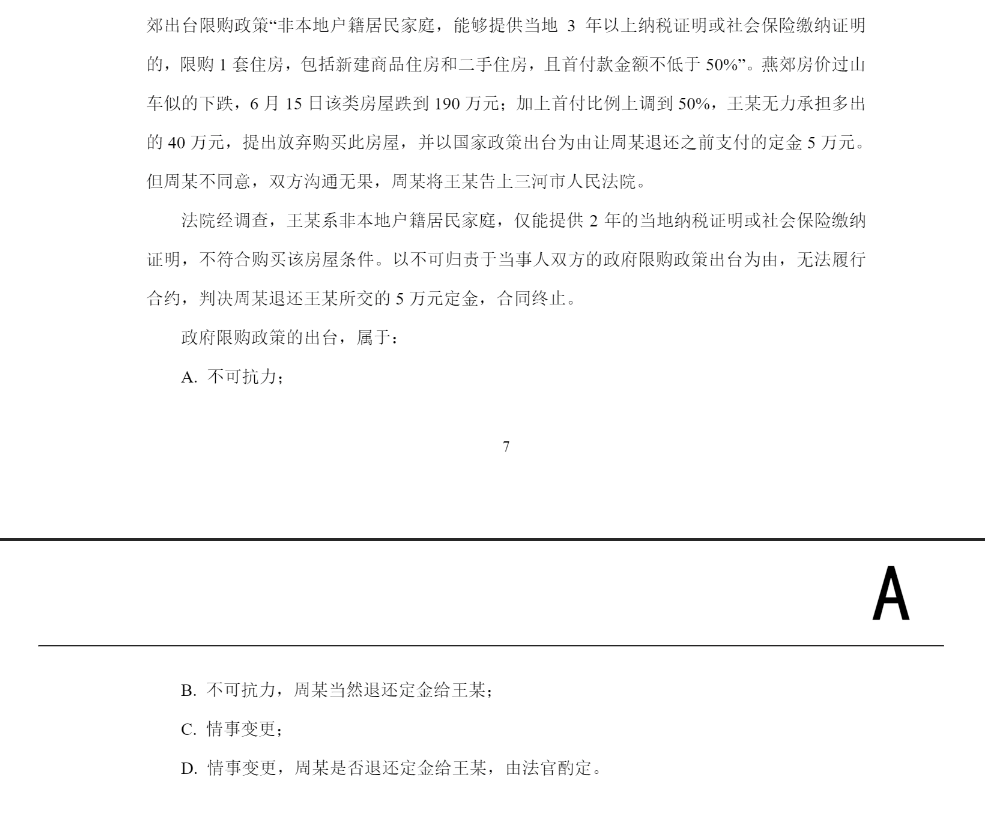 郊出台限购政策“非本地户籍居民家庭，能够提供当地 3 年以上纳税证明或社会保险缴纳证明
的，限购 1 套住房，包括新建商品住房和二手住房，且首付款金额不低于 50%”。燕郊房价过山
车似的下跌，6 月 15 日该类房屋跌到 190 万元；加上首付比例上调到 50%，王某无力承担多出
的 40 万元，提出放弃购买此房屋，并以国家政策出台为由让周某退还之前支付的定金 5 万元。
但周某不同意，双方沟通无果，周某将王某告上三河市人民法院。
法院经调查，王某系非本地户籍居民家庭，仅能提供 2 年的当地纳税证明或社会保险缴纳
证明，不符合购买该房屋条件。以不可归责于当事人双方的政府限购政策出台为由，无法履行
合约，判决周某退还王某所交的 5 万元定金，合同终止。
政府限购政策的出台，属于：
A. 不可抗力；
7
A
B. 不可抗力，周某当然退还定金给王某；
C. 情事变更；
D. 情事变更，周某是否退还定金给王某，由法官酌定。